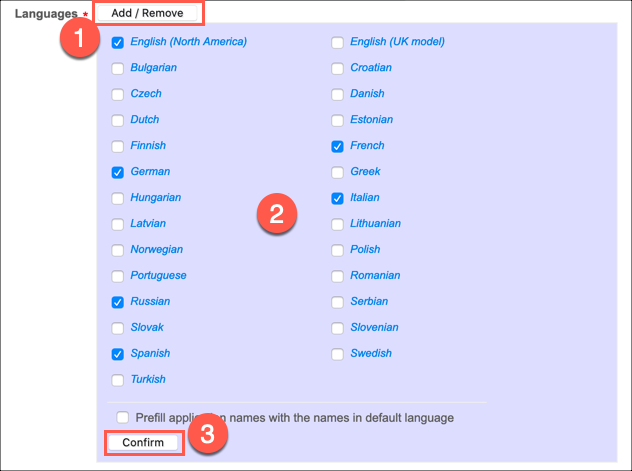 Languages * Add / Remove
1
English (North America) English (UK model)
Bulgarian Croatian
Czech Danish
Dutch Estonian
Finnish French
German Greek
Hungarian Italian
2
Latvian Lithuanian
Norwegian Polish
Portuguese Romanian
Russian Serbian
Slovak Slovenian
Spanish Swedish
Turkish
Prefill application names with the names in default language
3
Confirm